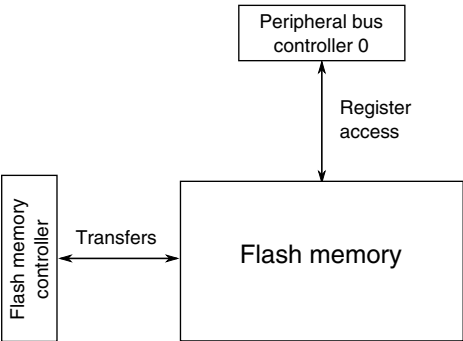 Peripheral bus
controller 0
Register
access
Flash memory
controller
Transfers
Flash memory